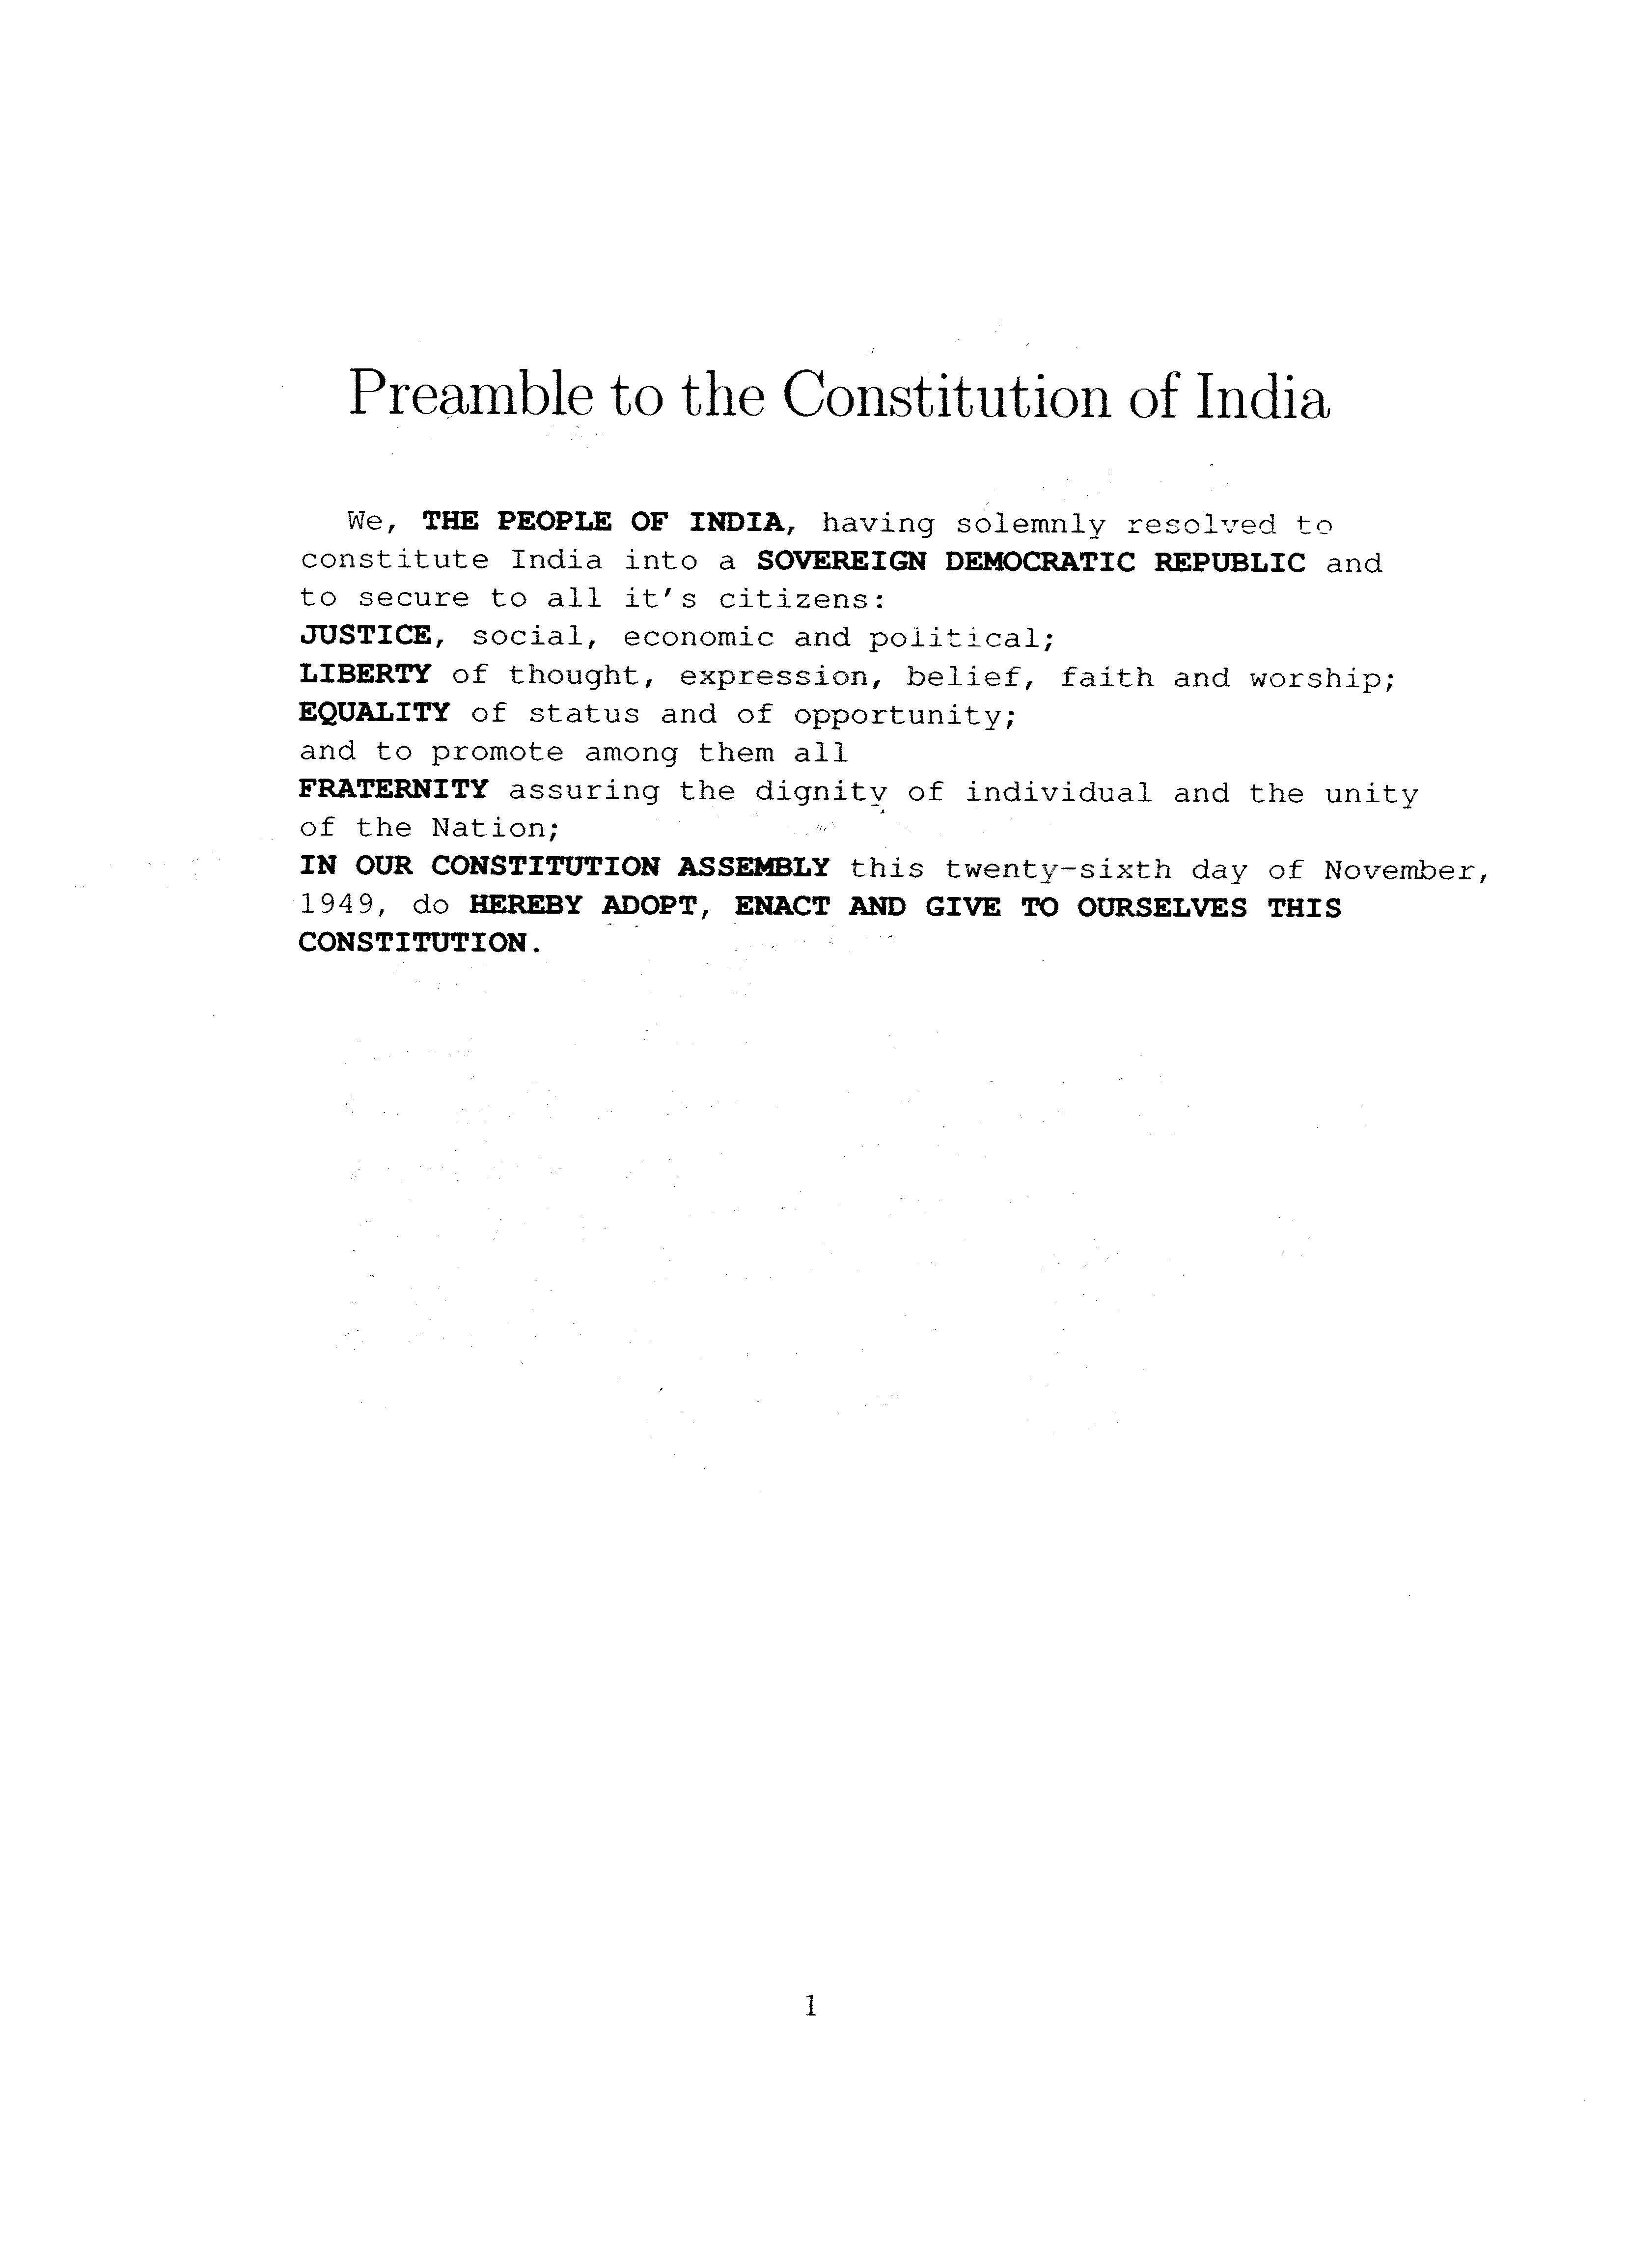 Preamble to the Constitution of India
We, THE PEOPLE OF INDIA, having solemnly resolved to
constitute India into a SOVEREIGN DEMOCRATIC REPUBLIC and
to secure to all it's citizens:
JUSTICE, social, economic and political;
LIBERTY of thought, expression, belief, faith and worship;
EQUALITY of status and of opportunity;
and to promote among them all
FRATERNITY assuring the dignity of individual and the unity
of the Nation;
IN OUR CONSTITUTION ASSEMBLY this twenty-sixth day of November,
1949, do HEREBY ADOPT, ENACT AND GIVE TO OURSELVES THIS
CONSTITUTION.
1